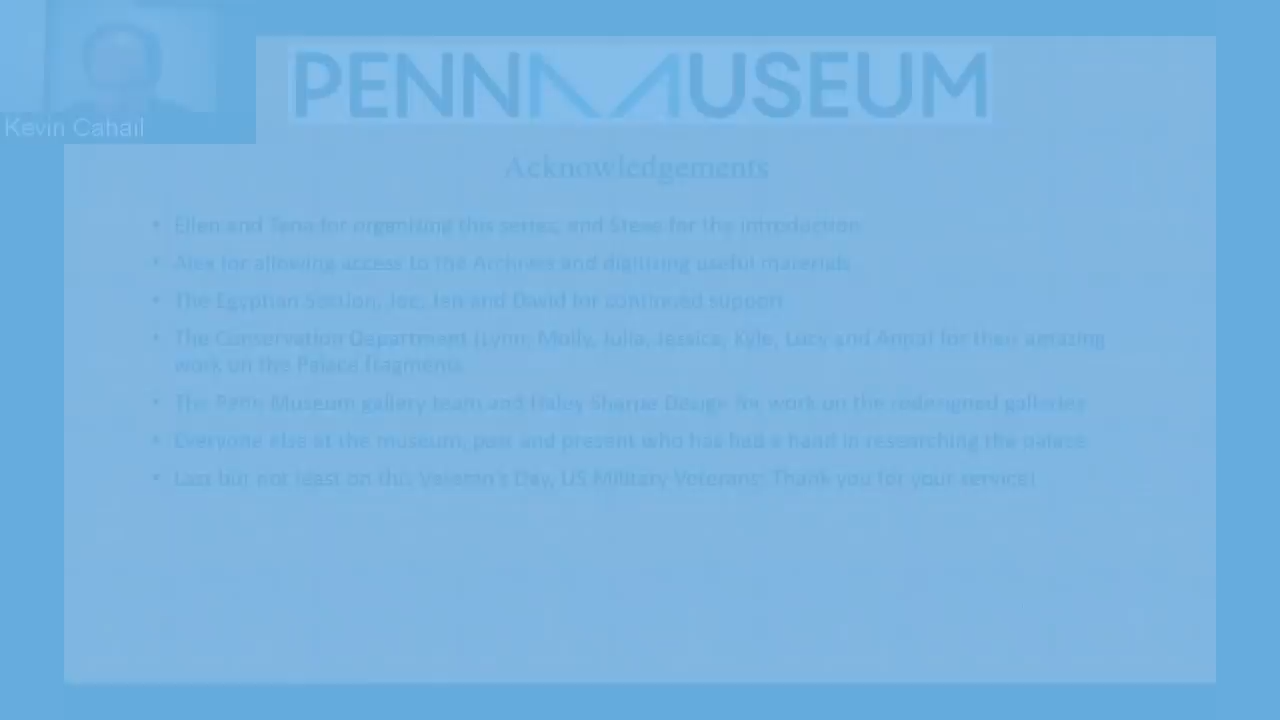 PENN MUSEUM
Kevin Cahail
Acknowledgements
• Ellen and Tena for organizing this series, and Steve for the introduction
• Alex for allowing access to the Archives and digitizing useful materials
• The Egyptian Section, Joe, Jen and David for continued support
• The Conservation Department (Lynn, Molly, Julia, Jessica, Kyle, Lucy and Anna) for their amazing
work on the Palace fragments
• The Penn Museum gallery team and Haley Sharpe Design for work on the redesigned galleries
• Everyone else at the museum, past and present who has had a hand in researching the palace
• Last but not least on this Veteran's Day, US Military Veterans: Thank you for your service!